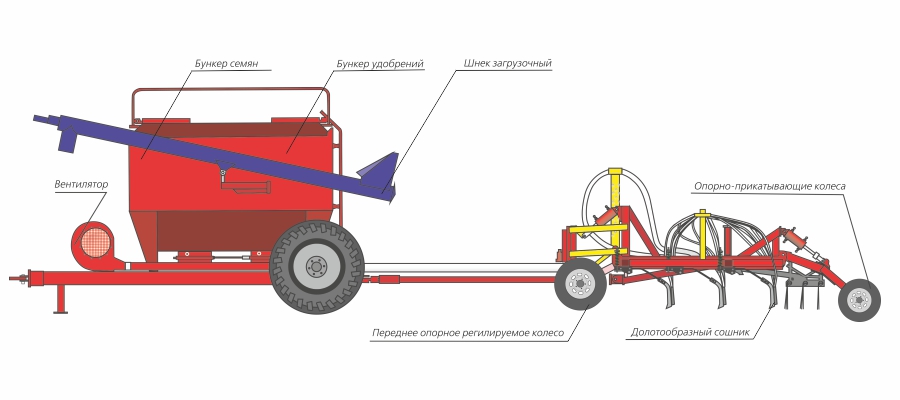 Бункер семян
Бункер удобрений
Шнек загрузочный
Вентилятор
Опорно-прикатывающие колеса
Переднее опорное регилируемое колесо
Долотообразный сошник